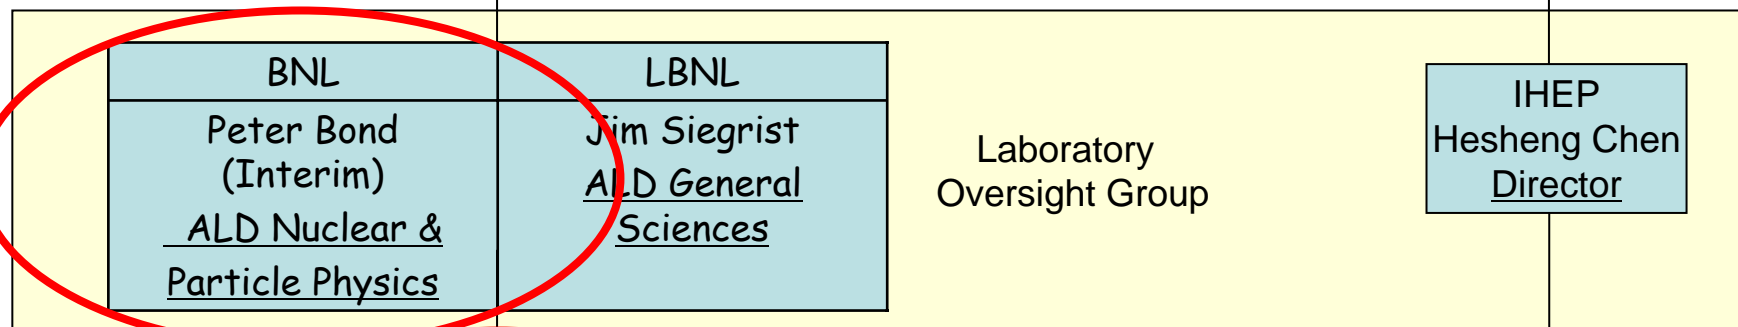 BNL
LBNL
Peter Bond
(Interim)
ALD Nuclear &
Particle Physics
Jim Siegrist
ALD General
Sciences
Laboratory
Oversight Group
IHEP
Hesheng Chen
Director